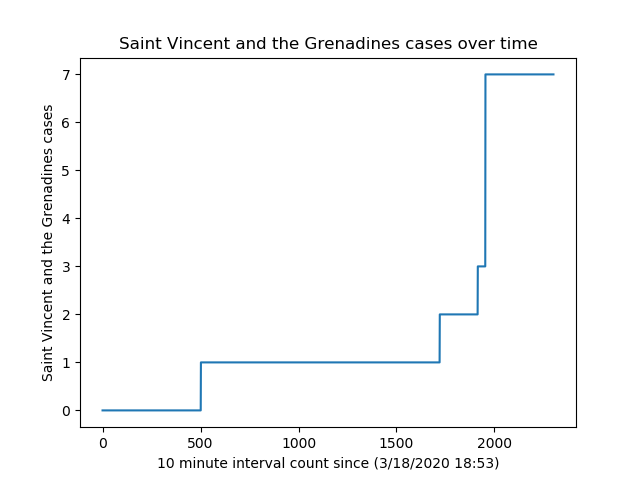 Saint Vincent and the Grenadines cases over time
Saint Vincent and the Grenadines cases
7
6
5
4
3
2
1
0
0 500 1000 1500 2000
10 minute interval count since (3/18/2020 18:53)